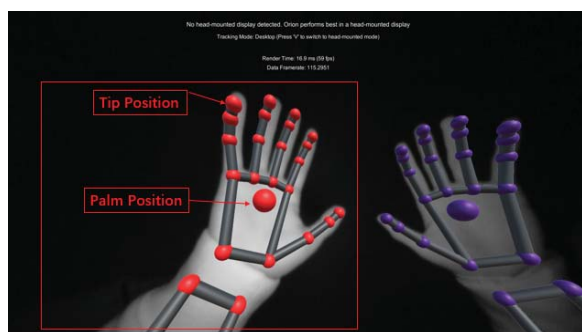 No head-mounted display detected. Orion performs best in a head-mounted display
Tracking Mode: Desktop (Press 'V' to switch to head-mounted mode)
Render Time: 16.9 ms (59 fps)
Data Framerate: 115.2951
Tip Position
Palm Position